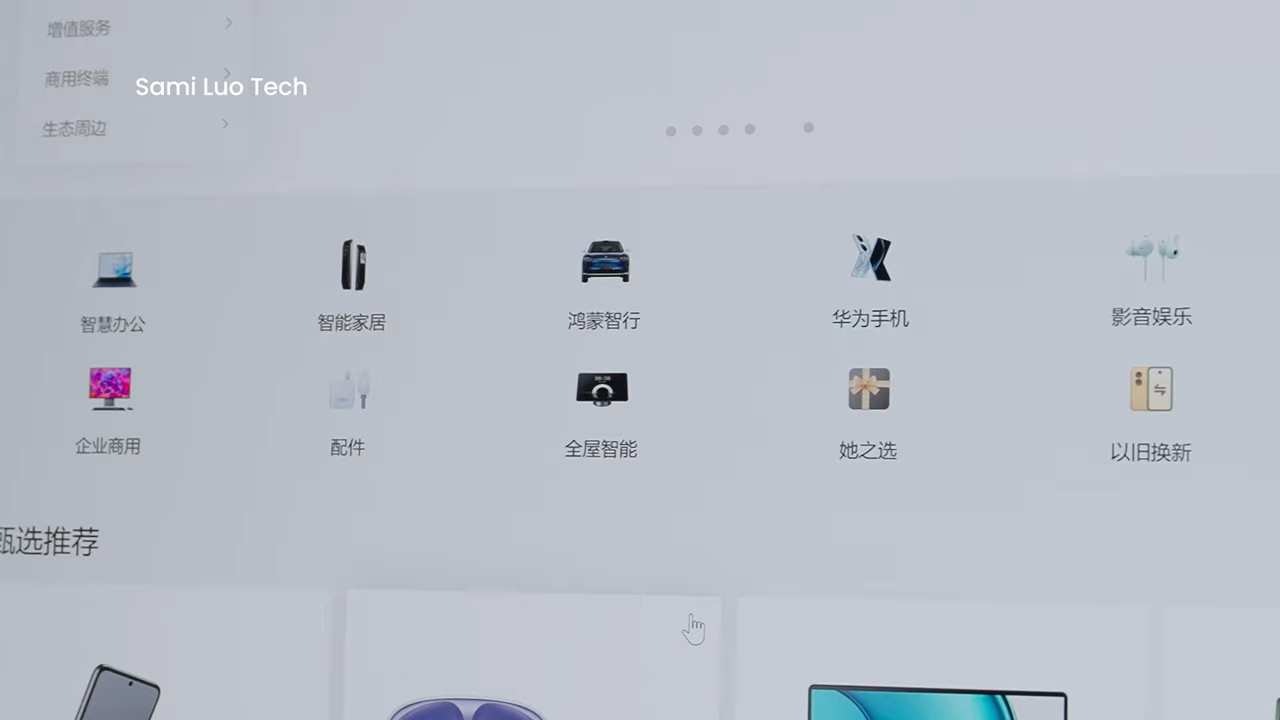 增值服务
商用终端
Sami Luo Tech
生态周边
智慧办公
智能家居
鸿蒙智行
华为手机
影音娱乐
企业商用
配件
全屋智能
她之选
以旧换新
甄选推荐